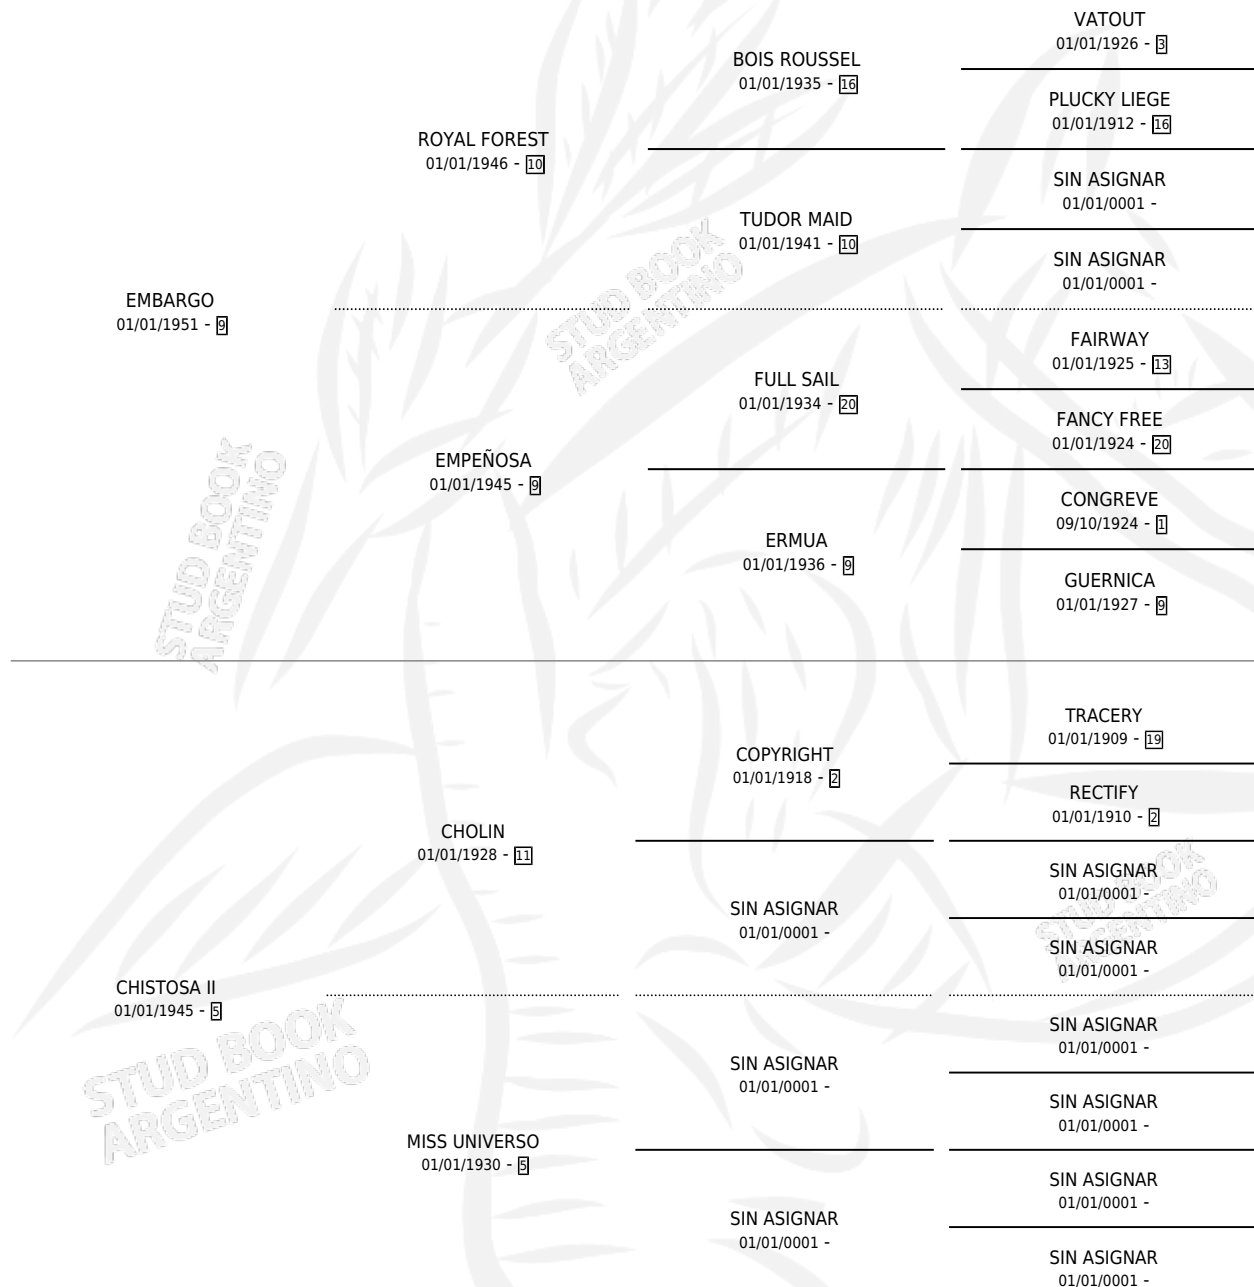 VATOUT
01/01/1926 - 3
BOIS ROUSSEL
01/01/1935 - 16
PLUCKY LIEGE
01/01/1912 - 16
ROYAL FOREST
01/01/1946 - 10
SIN ASIGNAR
01/01/0001 -
TUDOR MAID
01/01/1941 - 10
SIN ASIGNAR
01/01/0001 -
EMBARGO
01/01/1951 - 9
FAIRWAY
01/01/1925 - 13
FULL SAIL
01/01/1934 - 20
FANCY FREE
01/01/1924 - 20
EMPEÑOSA
01/01/1945 - 9
CONGREVE
09/10/1924 - 1
ERMUA
01/01/1936 - 9
GUERNICA
01/01/1927 - 9
STUD BOOK
ARGENTINO
STUD BOOK
ARGENTINO
TRACERY
01/01/1909 - 19
COPYRIGHT
01/01/1918 - 2
RECTIFY
01/01/1910 - 2
CHOLIN
01/01/1928 - 11
SIN ASIGNAR
01/01/0001 -
SIN ASIGNAR
01/01/0001 -
SIN ASIGNAR
01/01/0001 -
CHISTOSA II
01/01/1945 - 5
SIN ASIGNAR
01/01/0001 -
SIN ASIGNAR
01/01/0001 -
SIN ASIGNAR
01/01/0001 -
MISS UNIVERSO
01/01/1930 - 5
SIN ASIGNAR
01/01/0001 -
SIN ASIGNAR
01/01/0001 -
SIN ASIGNAR
01/01/0001 -
STUD BOOK
ARGENTINO
STUD BOOK
ARGENTINO